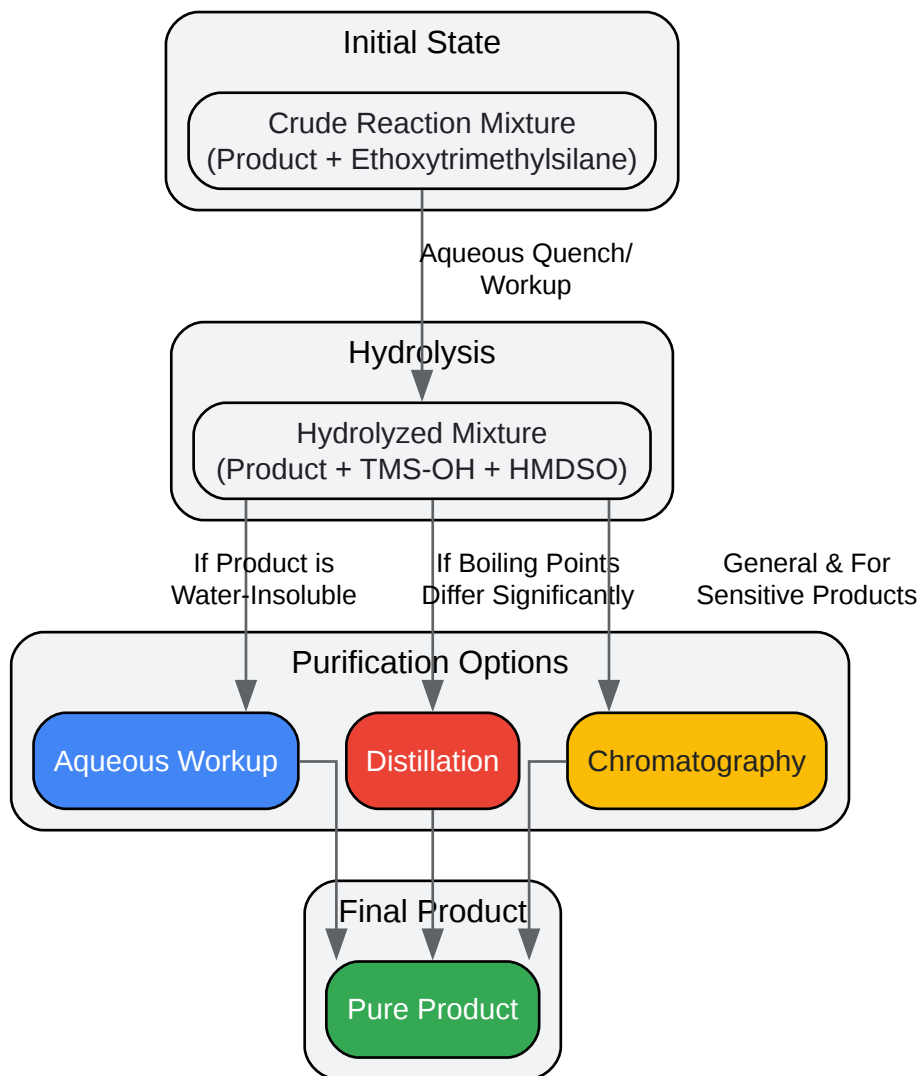 Initial State
Crude Reaction Mixture
(Product + Ethoxytrimethylsilane)
Aqueous Quench/
Workup
Hydrolysis
Hydrolyzed Mixture
(Product + TMS-OH + HMDSO)
If Product is
Water-Insoluble
If Boiling Points
Differ Significantly
General & For
Sensitive Products
Purification Options
Aqueous Workup
Distillation
Chromatography
Final Product
Pure Product